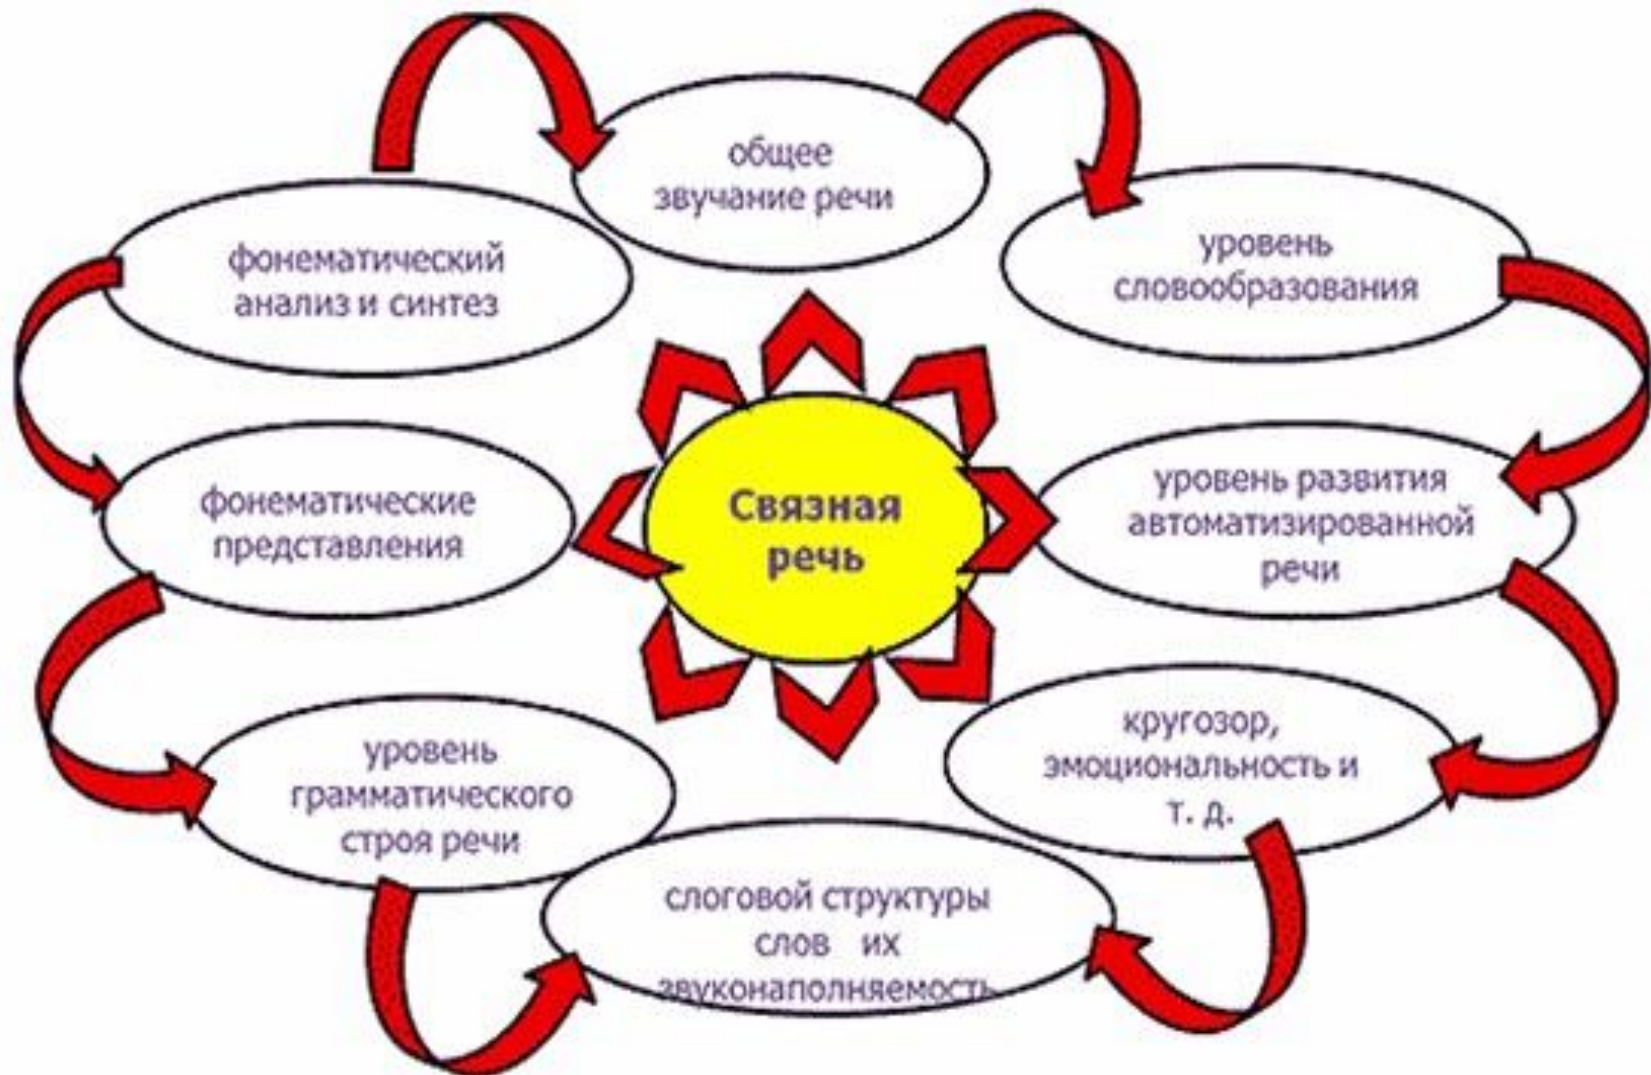 общее
звучание речи
фонематический
анализ и синтез
уровень
словообразования
фонематические
представления
Связная
речь
уровень развития
автоматизированной
речи
уровень
грамматического
строя речи
кругозор,
эмоциональность и
т. д.
слоговой структуры
слов их
звуконаполняемость